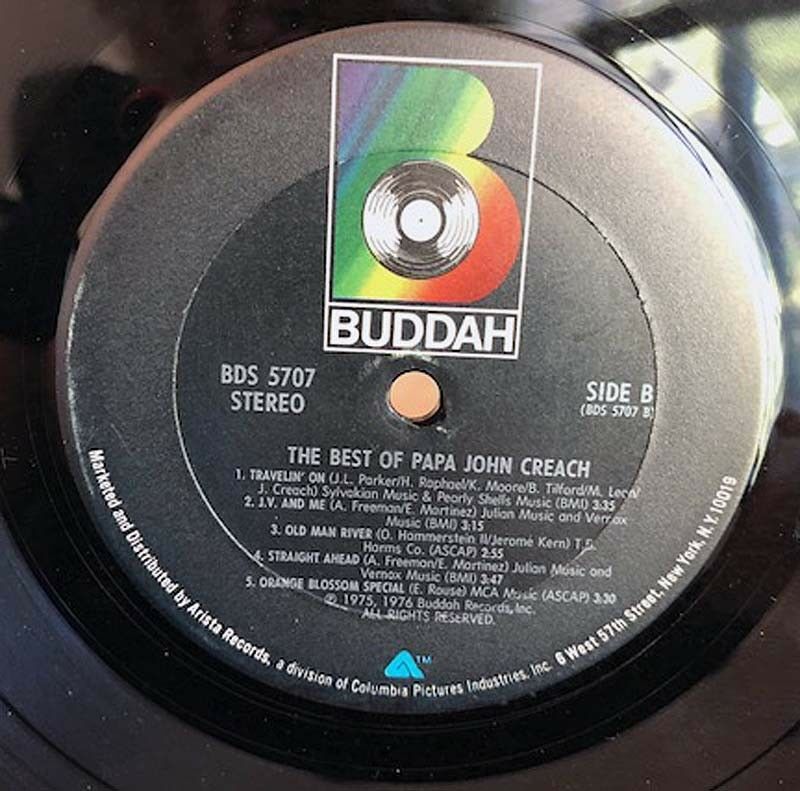 BUDDAH
BDS 5707
STEREO
SIDE B
(BDS 5707 B)
THE BEST OF PAPA JOHN CREACH
1. TRAVELIN' ON (J.L. Parker/H. Raphael/K. Moore/B. Tilford/M. Leen/
J. Creach) Sylvakian Music & Pearly Shells Music (BMI) 3:35
2. J.V. AND ME (A. Freeman/E. Martinez) Julian Music and Vernox
Music (BMI) 3:15
3. OLD MAN RIVER (O. Hammerstein II/Jerome Kern) T.B.
Harms Co. (ASCAP) 2:55
4. STRAIGHT AHEAD (A. Freeman/E. Martinez) Julian Music and
Vernox Music (BMI) 3:47
5. ORANGE BLOSSOM SPECIAL (E. Rouse) MCA Music (ASCAP) 3:30
℗ 1975, 1976 Buddah Records, Inc.
ALL RIGHTS RESERVED.
TM
Marketed and Distributed by Arista Records, a division of Columbia Pictures Industries, Inc. 6 West 57th Street, New York, N.Y. 10019